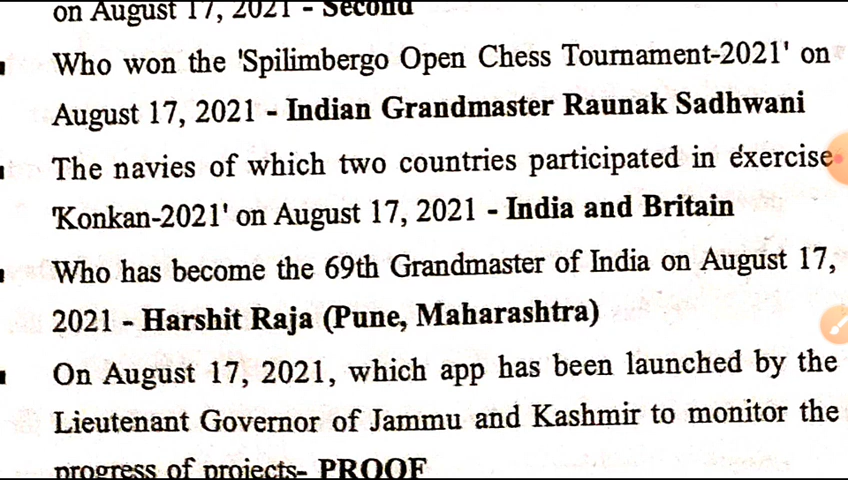 on August 17, 2021 - Second
Who won the 'Spilimbergo Open Chess Tournament-2021' on
August 17, 2021 - Indian Grandmaster Raunak Sadhwani
The navies of which two countries participated in exercise
'Konkan-2021' on August 17, 2021 - India and Britain
Who has become the 69th Grandmaster of India on August 17,
2021 - Harshit Raja (Pune, Maharashtra)
On August 17, 2021, which app has been launched by the
Lieutenant Governor of Jammu and Kashmir to monitor the
progress of projects- PROOF